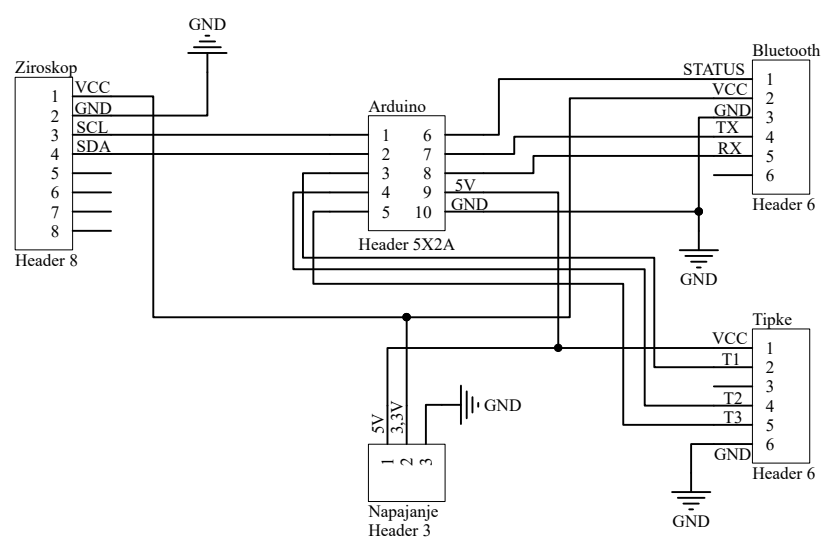 GND
Ziroskop
1 VCC
2 GND
3 SCL
4 SDA
5
6
7
8
Header 8
Arduino
1 6
2 7
3 8
4 9 5V
5 10 GND
Header 5X2A
Bluetooth
STATUS 1
VCC 2
GND 3
TX 4
RX 5
6
Header 6
GND
Tipke
VCC 1
T1 2
3
T2 4
T3 5
GND 6
Header 6
GND
5V
3,3V
GND
1 2 3
Napajanje
Header 3